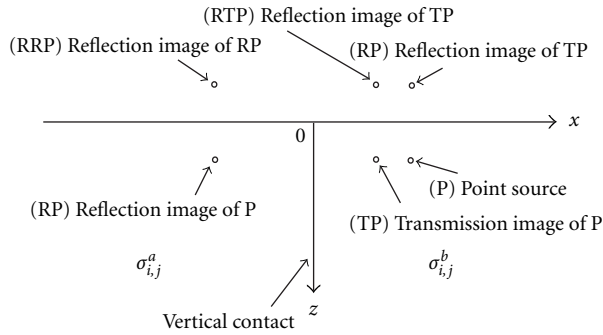 (RTP) Reflection image of TP
(RRP) Reflection image of RP
(RP) Reflection image of TP
0
x
(RP) Reflection image of P
(P) Point source
(TP) Transmission image of P
σ^a_{i,j}
σ^b_{i,j}
Vertical contact
z